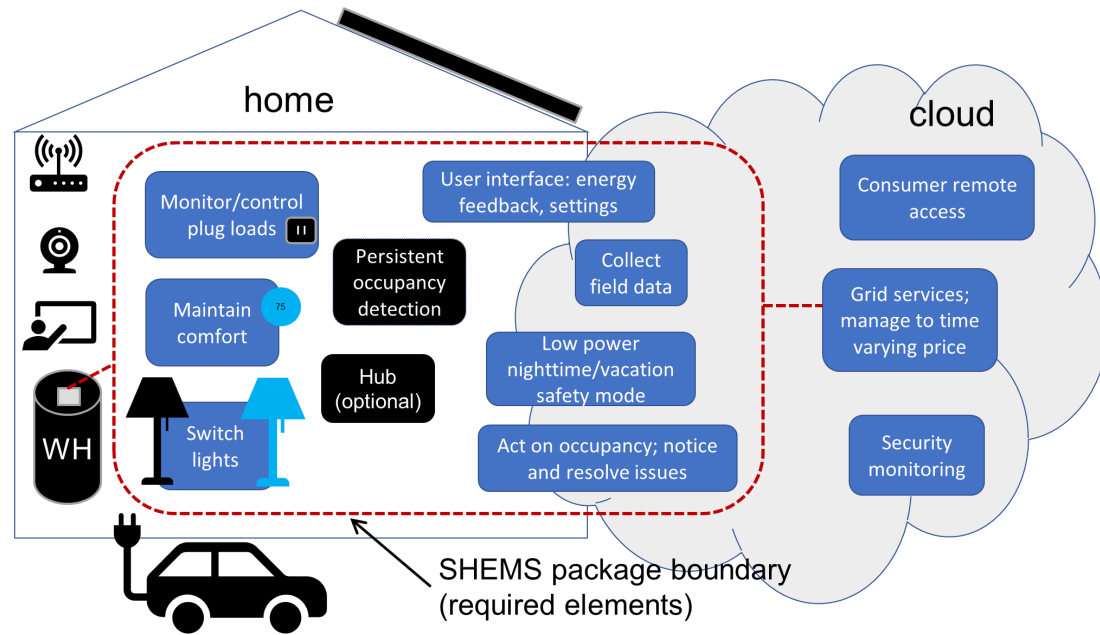 home
cloud
Monitor/control
plug loads
User interface: energy
feedback, settings
Consumer remote
access
Persistent
occupancy
detection
Collect
field data
Maintain
comfort
75
Grid services;
manage to time
varying price
Low power
nighttime/vacation
safety mode
Hub
(optional)
WH
Switch
lights
Act on occupancy; notice
and resolve issues
Security
monitoring
SHEMS package boundary
(required elements)